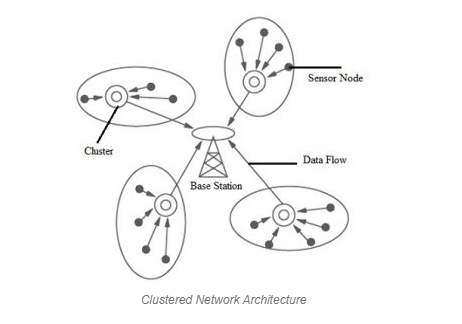 Sensor Node
Cluster
Data Flow
Base Station
Clustered Network Architecture